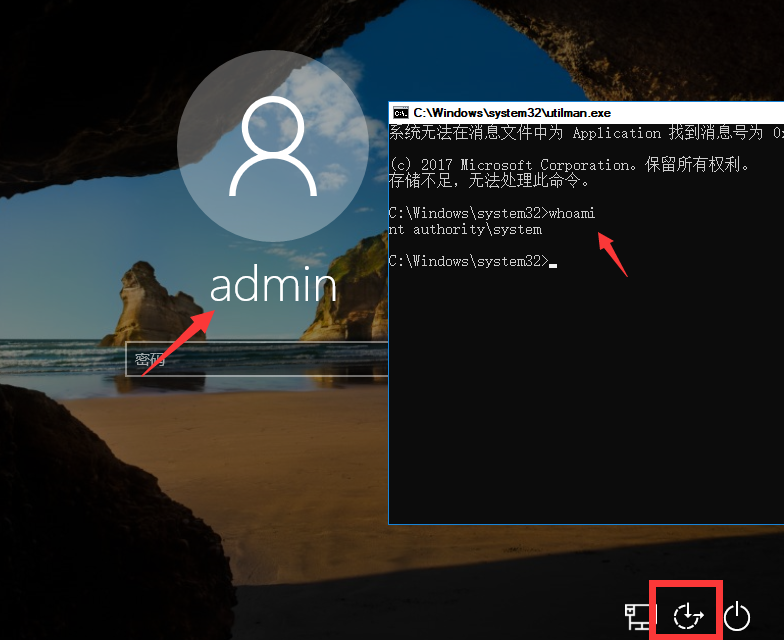 admin
密码
C:\Windows\system32\utilman.exe
系统无法在消息文件中为 Application 找到消息号为
(c) 2017 Microsoft Corporation。保留所有权利。
存储不足，无法处理此命令。
C:\Windows\system32>whoami
nt authority\system
C:\Windows\system32>